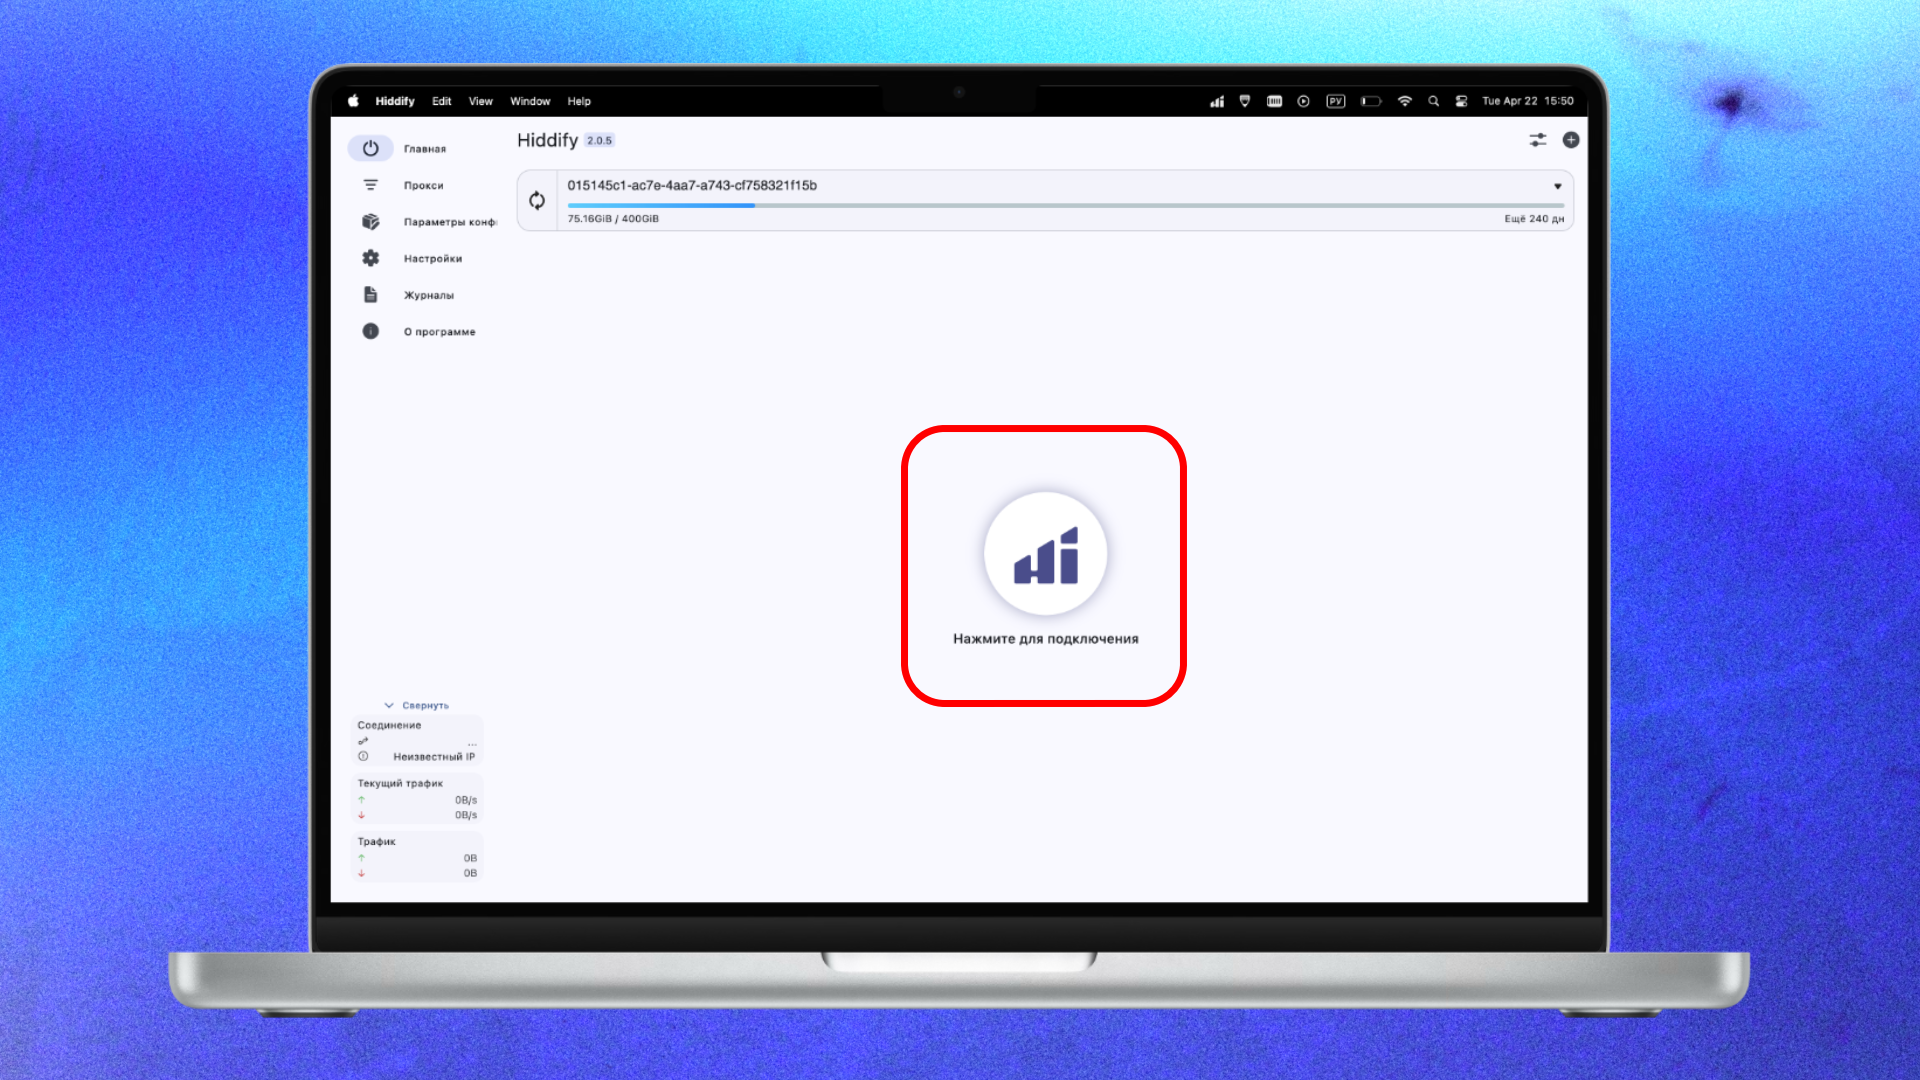 Hiddify Edit View Window Help
РУ Tue Apr 22 15:50
Главная
Прокси
Параметры конф
Настройки
Журналы
О программе
Hiddify 2.0.5
015145c1-ac7e-4aa7-a743-cf758321f15b
75.16GiB / 400GiB
Ещё 240 дн
Нажмите для подключения
Свернуть
Соединение
...
Неизвестный IP
Текущий трафик
0B/s
0B/s
Трафик
0B
0B